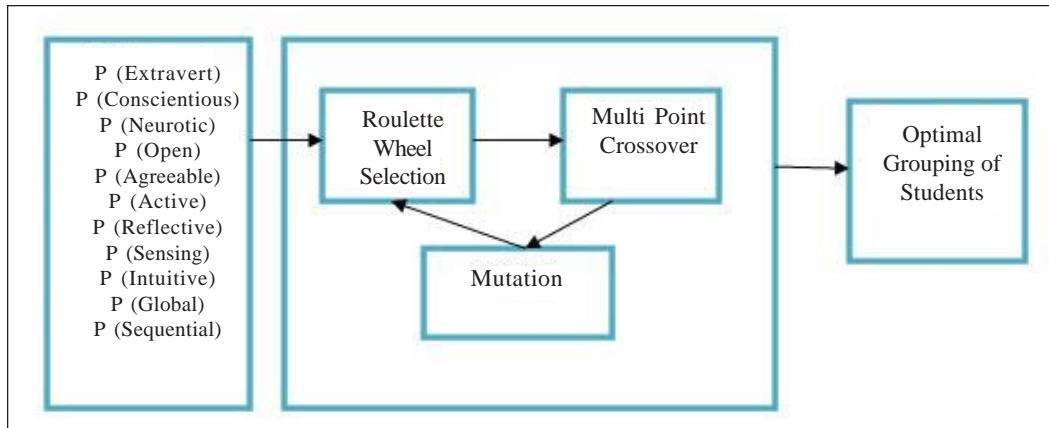 P (Extravert)
P (Conscientious)
P (Neurotic)
P (Open)
P (Agreeable)
P (Active)
P (Reflective)
P (Sensing)
P (Intuitive)
P (Global)
P (Sequential)
Roulette
Wheel
Selection
Multi Point
Crossover
Mutation
Optimal
Grouping of
Students